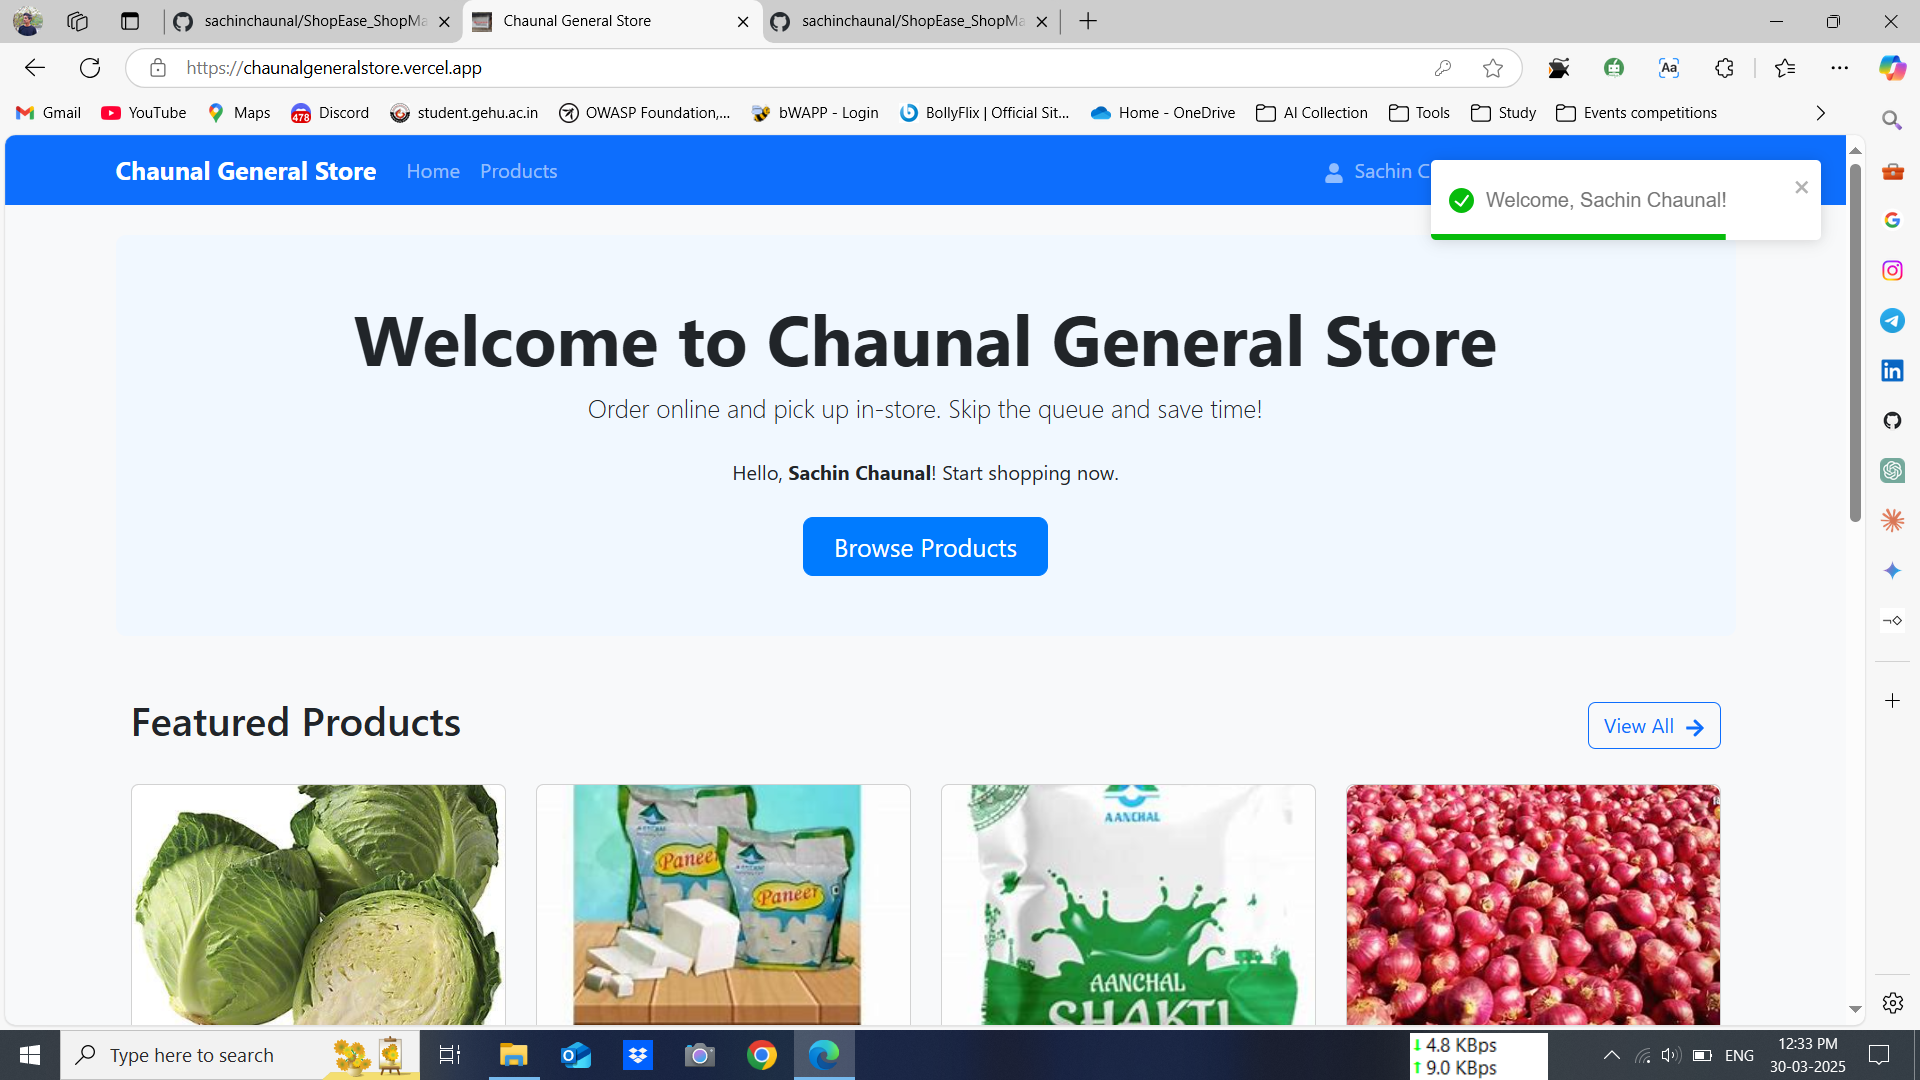 sachinchaunal/ShopEase_ShopMa
Chaunal General Store
sachinchaunal/ShopEase_ShopMa
https://chaunalgeneralstore.vercel.app
Gmail
YouTube
Maps
478
Discord
student.gehu.ac.in
OWASP Foundation,...
bWAPP - Login
BollyFlix | Official Sit...
Home - OneDrive
AI Collection
Tools
Study
Events competitions
Chaunal General Store
Home
Products
Sachin C
Welcome, Sachin Chaunal!
Welcome to Chaunal General Store
Order online and pick up in-store. Skip the queue and save time!
Hello, Sachin Chaunal! Start shopping now.
Browse Products
Featured Products
View All
AANCHAL
Paneer
Paneer
AANCHAL
AANCHAL
SHAKTI
Type here to search
4.8 KBps
9.0 KBps
ENG
12:33 PM
30-03-2025